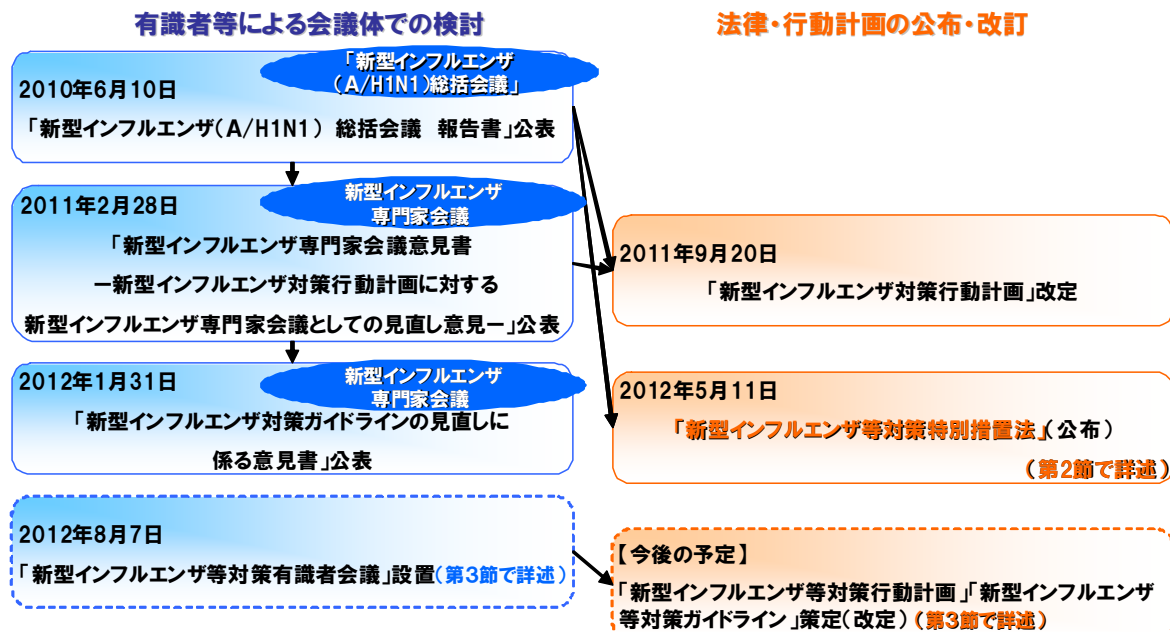 有識者等による会議体での検討
「新型インフルエンザ
(A/H1N1)総括会議」
2010年6月10日
「新型インフルエンザ(A/H1N1) 総括会議 報告書」公表
新型インフルエンザ
専門家会議
2011年2月28日
「新型インフルエンザ専門家会議意見書
－新型インフルエンザ対策行動計画に対する
新型インフルエンザ専門家会議としての見直し意見－」公表
新型インフルエンザ
専門家会議
2012年1月31日
「新型インフルエンザ対策ガイドラインの見直しに
係る意見書」公表
2012年8月7日
「新型インフルエンザ等対策有識者会議」設置(第3節で詳述)
法律・行動計画の公布・改訂
2011年9月20日
「新型インフルエンザ対策行動計画」改定
2012年5月11日
「新型インフルエンザ等対策特別措置法」(公布)
(第2節で詳述)
【今後の予定】
「新型インフルエンザ等対策行動計画」「新型インフルエンザ
等対策ガイドライン」策定(改定)(第3節で詳述)